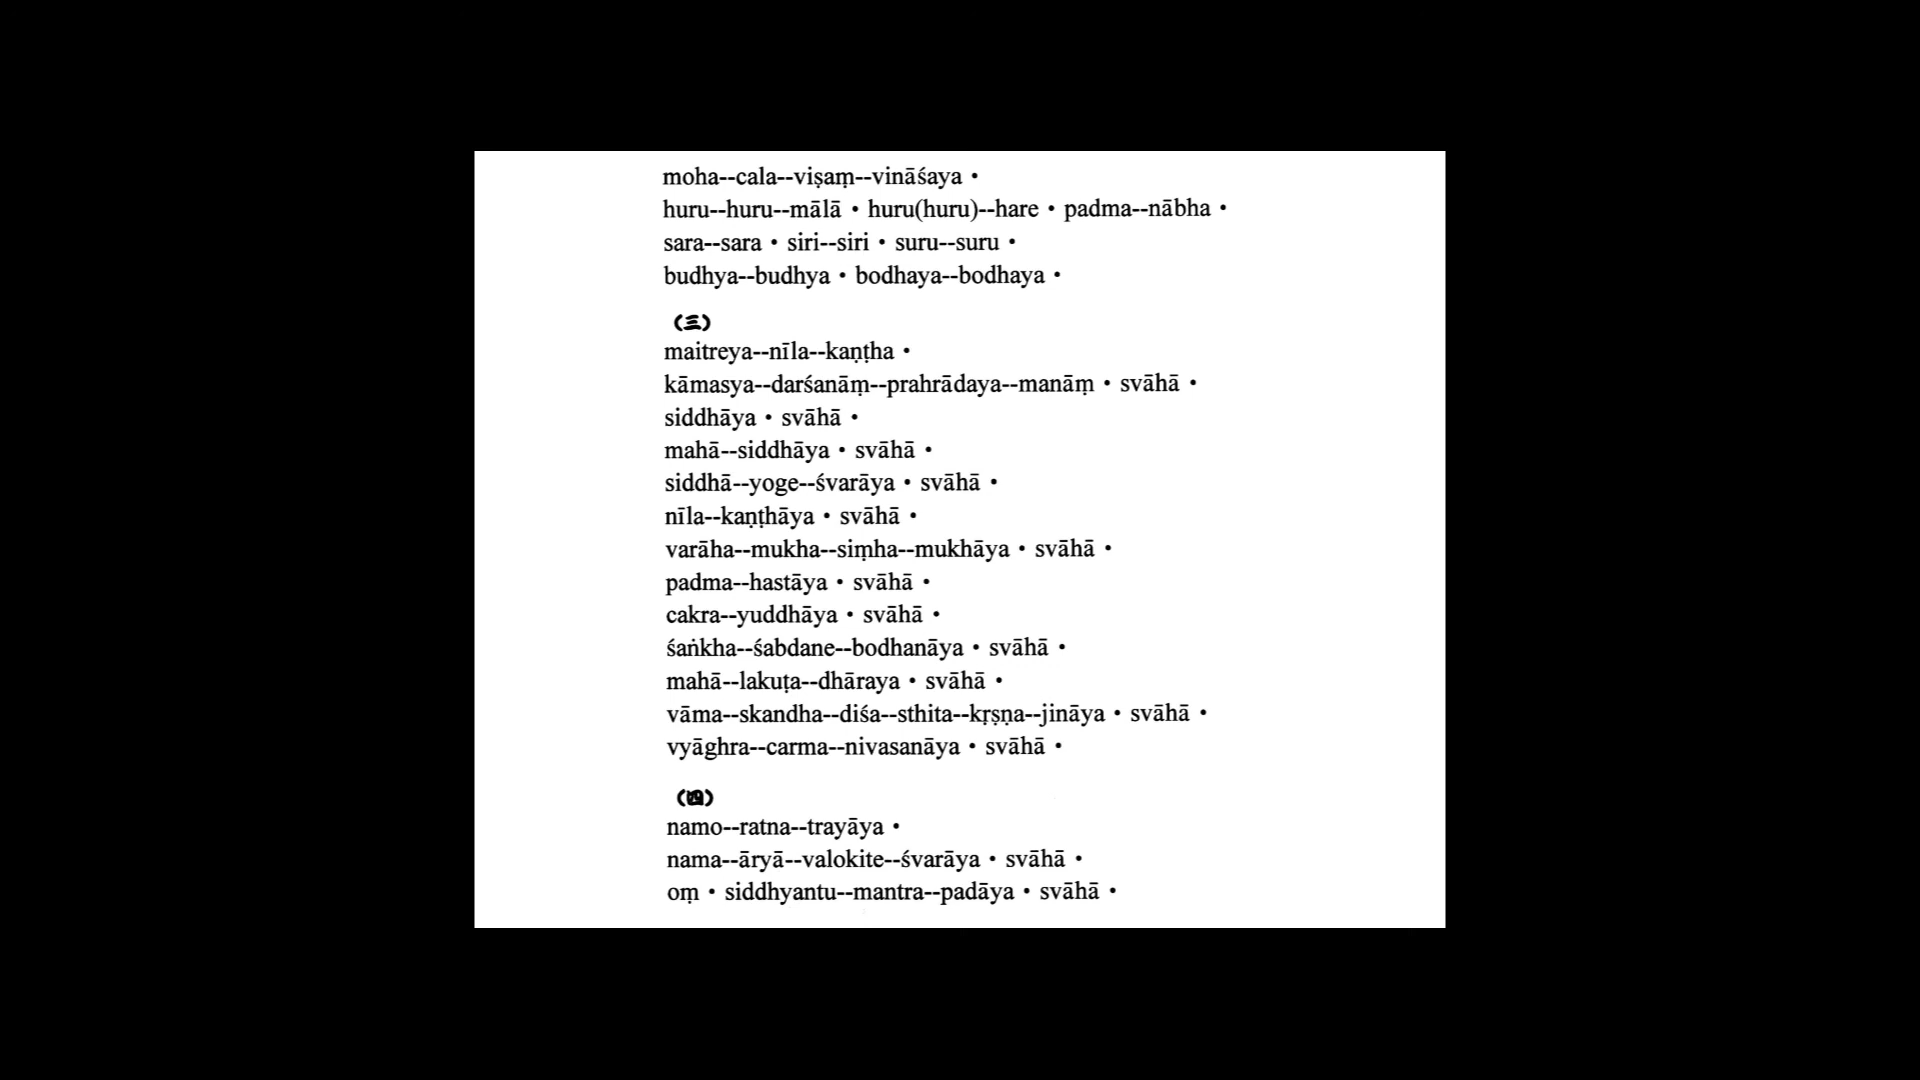 moha--cala--viṣaṃ--vināśaya •
huru--huru--mālā • huru(huru)--hare • padma--nābha •
sara--sara • siri--siri • suru--suru •
budhya--budhya • bodhaya--bodhaya •
(三)
maitreya--nīla--kaṇṭha •
kāmasya--darśanāṃ--prahrādaya--manāṃ • svāhā •
siddhāya • svāhā •
mahā--siddhāya • svāhā •
siddhā--yoge--śvarāya • svāhā •
nīla--kaṇṭhāya • svāhā •
varāha--mukha--siṃha--mukhāya • svāhā •
padma--hastāya • svāhā •
cakra--yuddhāya • svāhā •
śaṅkha--śabdane--bodhanāya • svāhā •
mahā--lakuṭa--dhāraya • svāhā •
vāma--skandha--diśa--sthita--kṛṣṇa--jināya • svāhā •
vyāghra--carma--nivasanāya • svāhā •
(四)
namo--ratna--trayāya •
nama--āryā--valokite--śvarāya • svāhā •
oṃ • siddhyantu--mantra--padāya • svāhā •